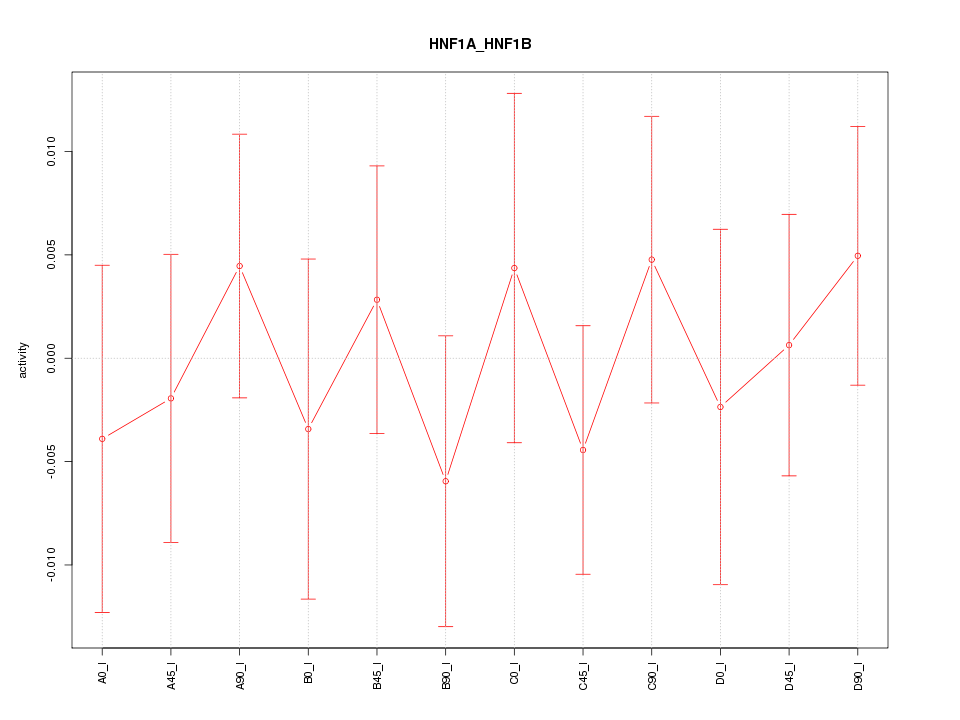 HNF1A_HNF1B
activity
0.010
0.005
0.000
-0.005
-0.010
A0_I
A45_I
A90_I
B0_I
B45_I
B90_I
C0_I
C45_I
C90_I
D0_I
D45_I
D90_I